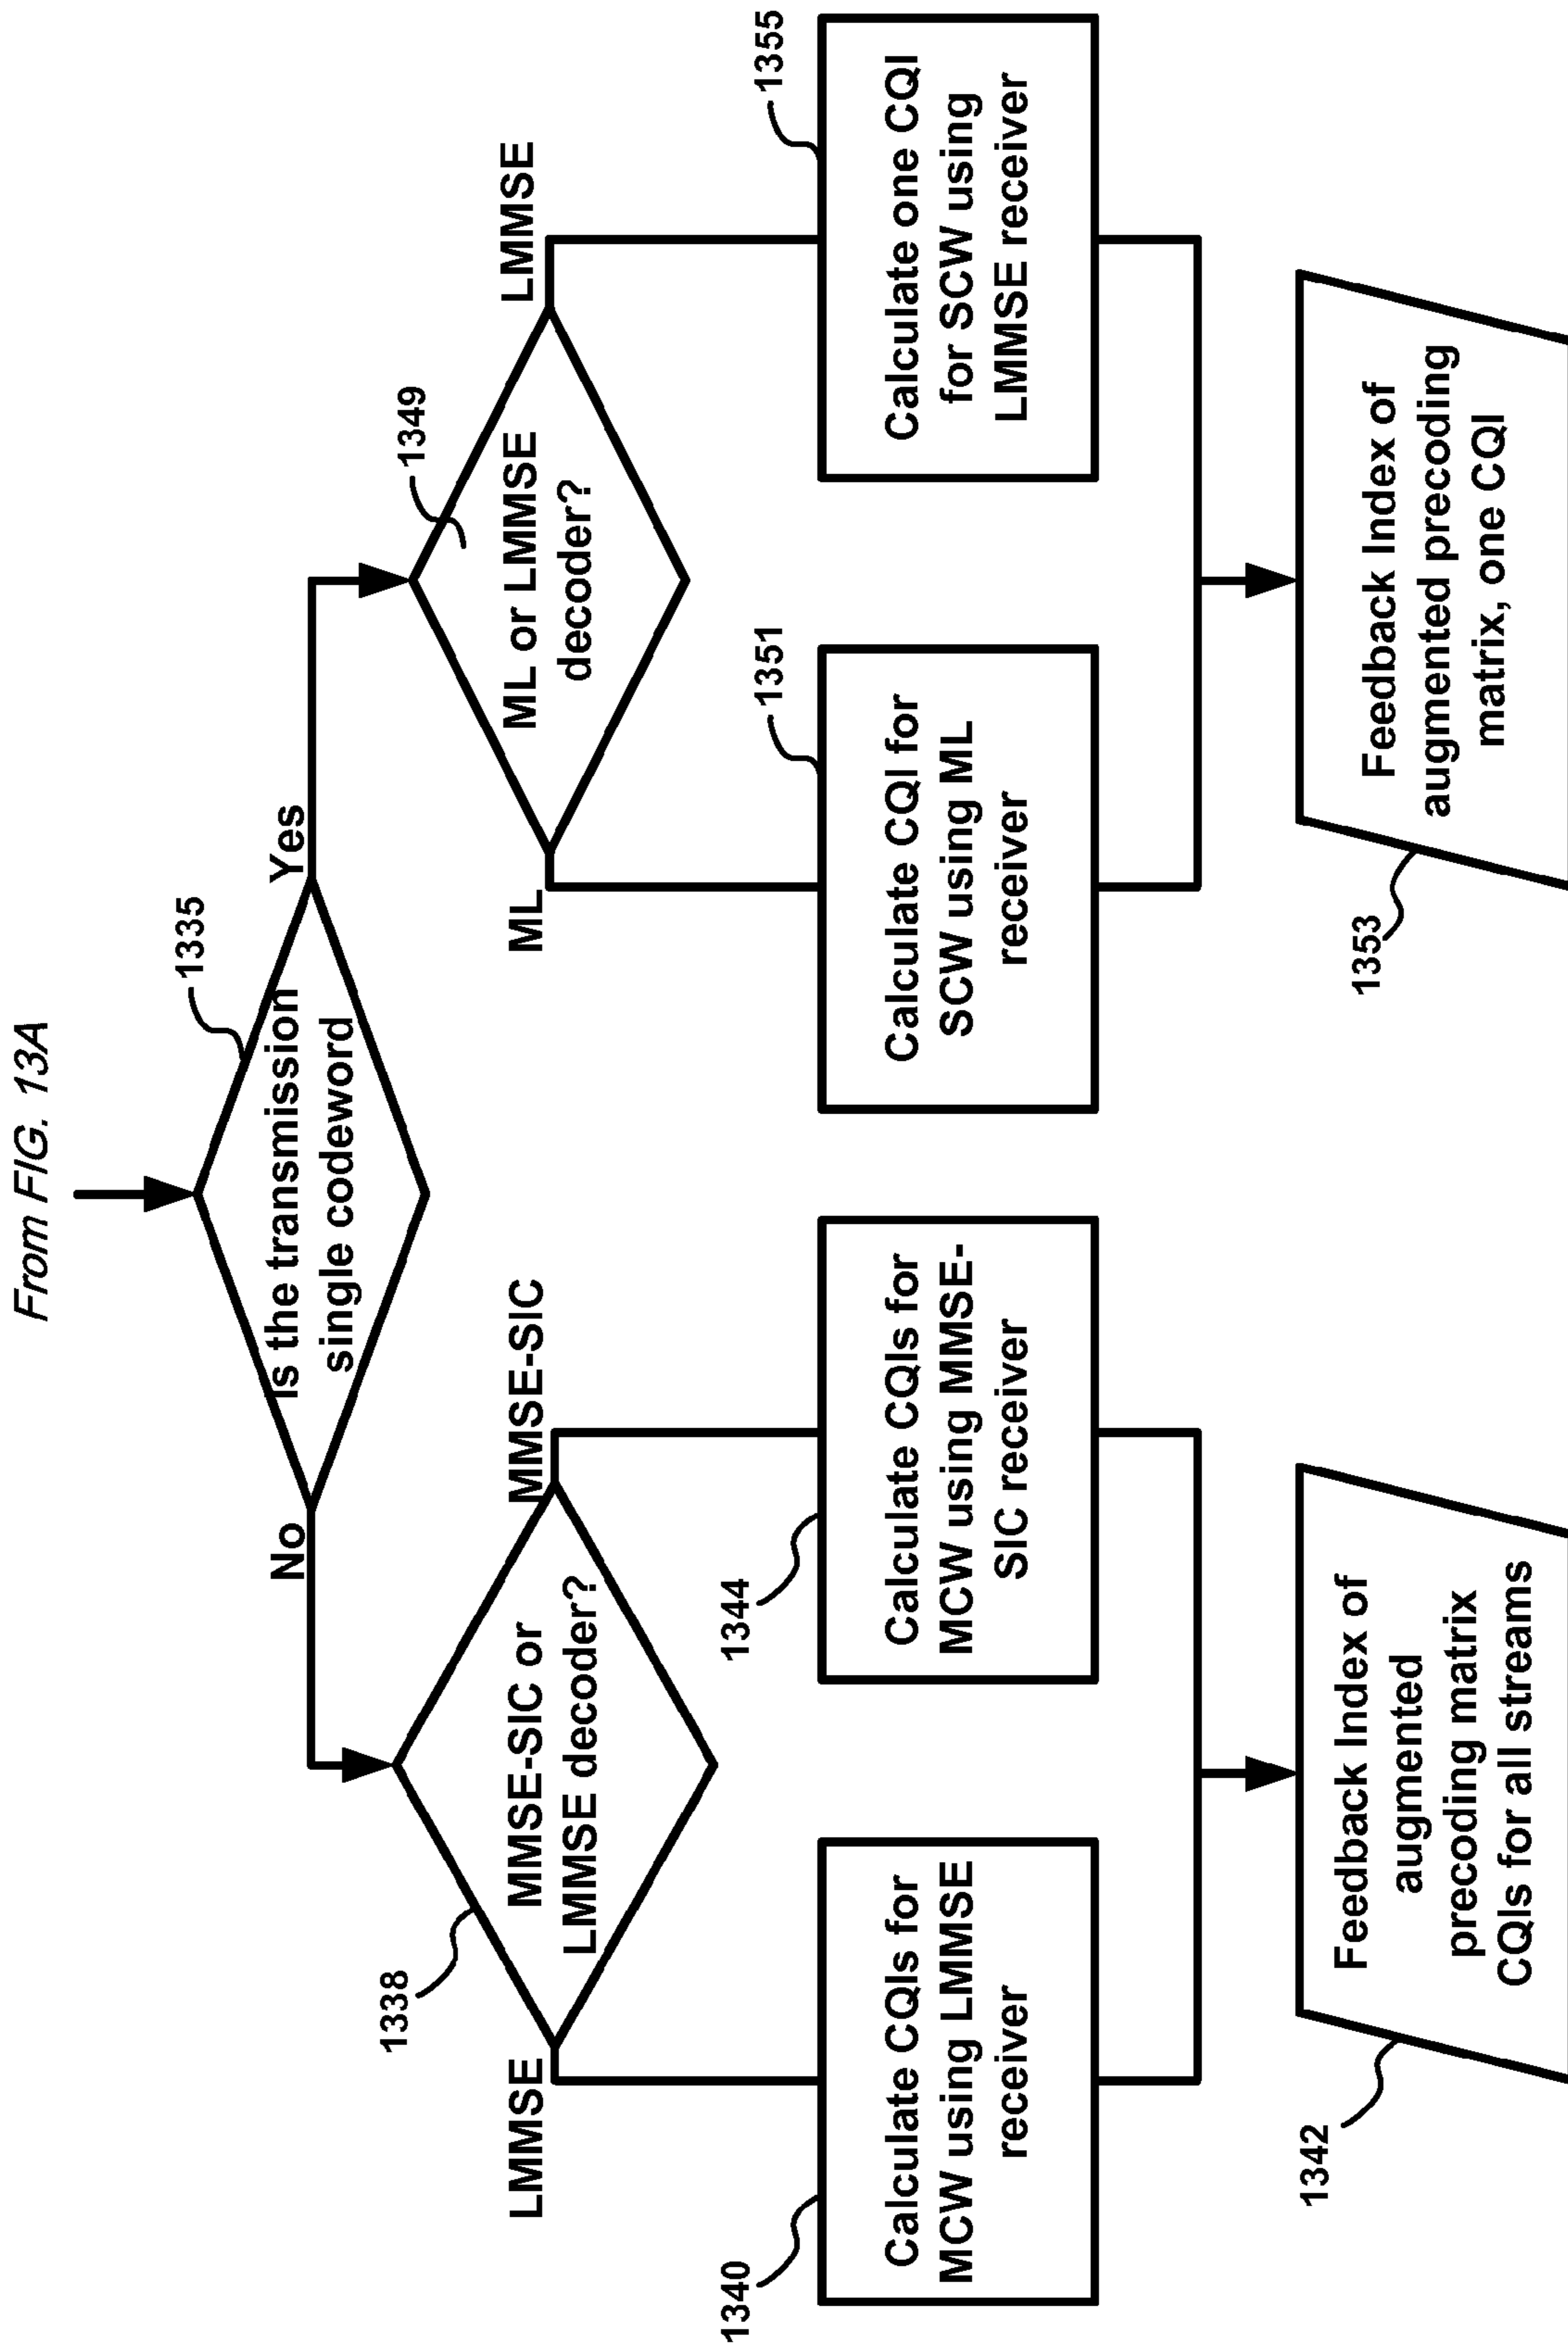 From FIG. 13A
1335
Is the transmission
single codeword
No
Yes
1338
MMSE-SIC or
LMMSE decoder?
LMMSE
MMSE-SIC
1349
ML or LMMSE
decoder?
ML
LMMSE
1340
Calculate CQIs for
MCW using LMMSE
receiver
1344
Calculate CQIs for
MCW using MMSE-
SIC receiver
1351
Calculate CQI for
SCW using ML
receiver
1355
Calculate one CQI
for SCW using
LMMSE receiver
1342
Feedback Index of
augmented
precoding matrix
CQIs for all streams
1353
Feedback Index of
augmented precoding
matrix, one CQI